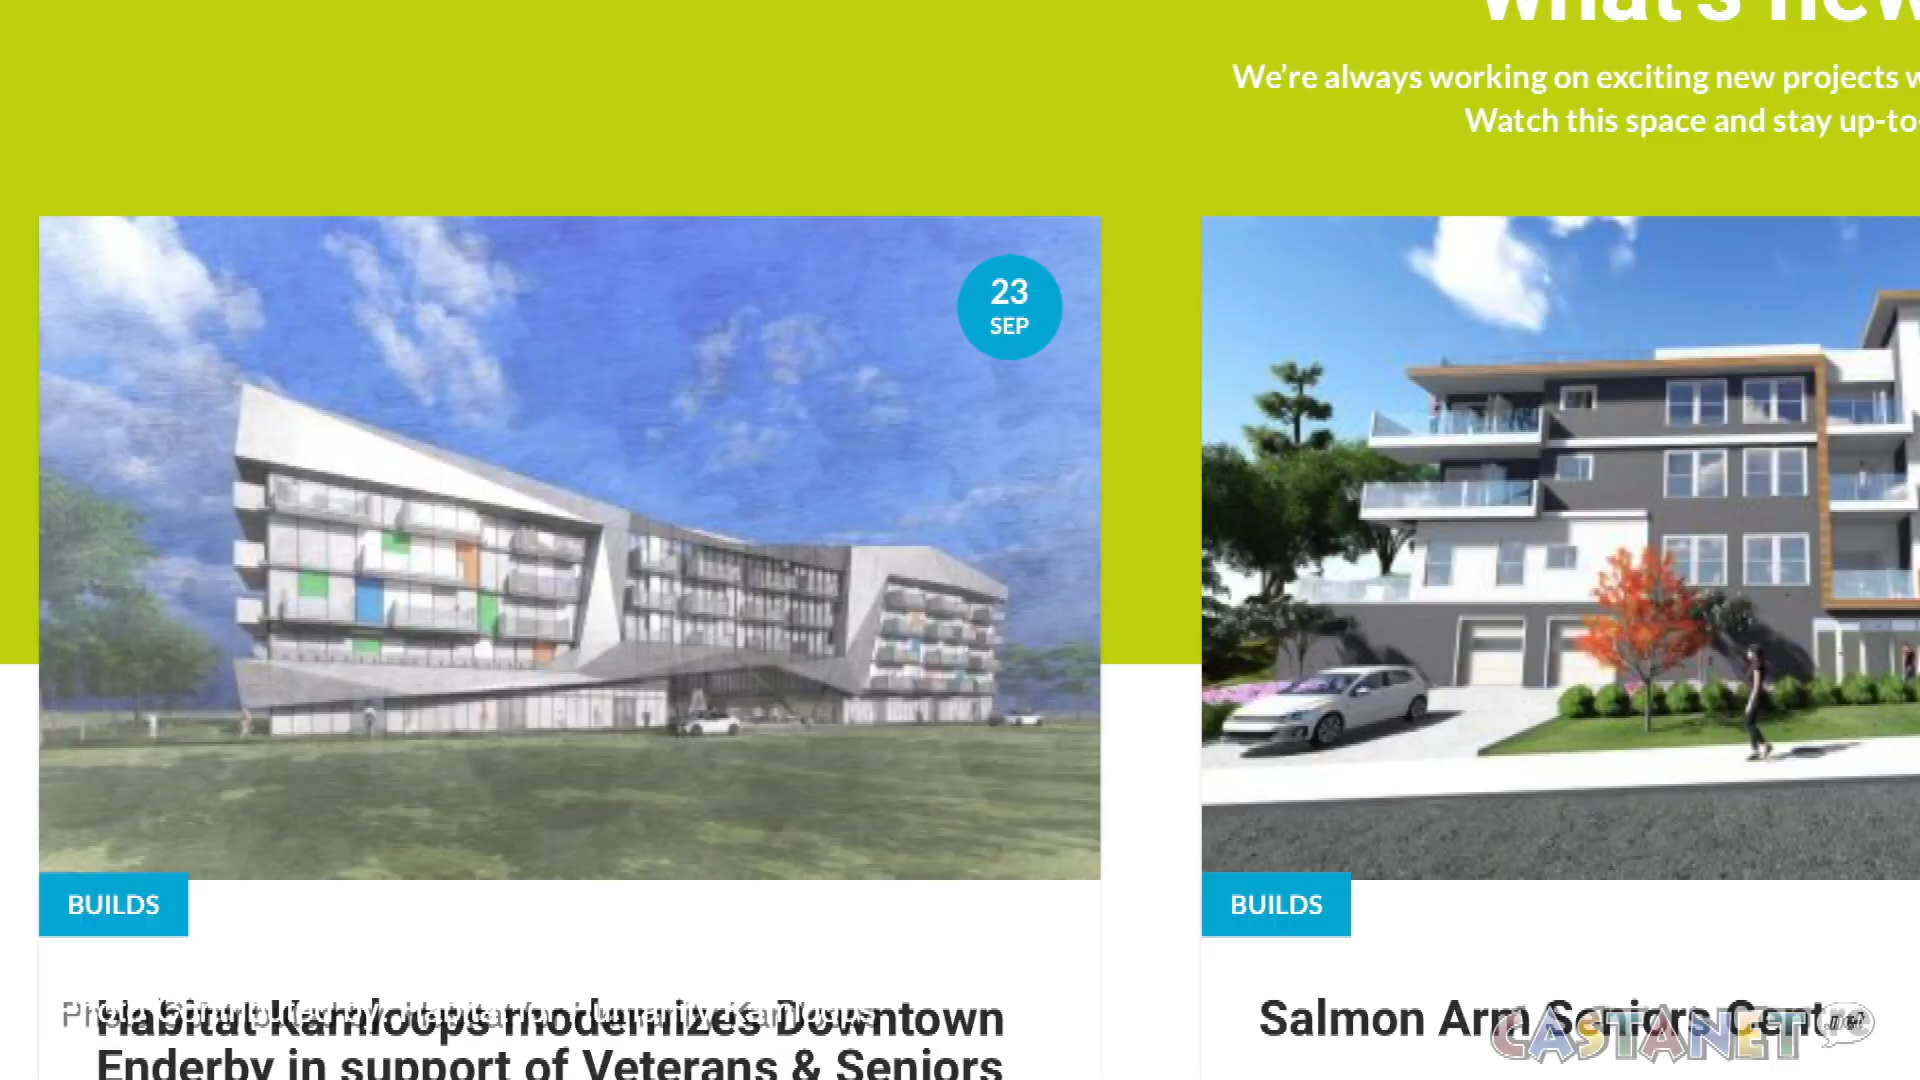 what's new
We're always working on exciting new projects w
Watch this space and stay up-to-
23
SEP
BUILDS
BUILDS
Photo Contributed by: Habitat for Humanity Kamloops
Habitat Kamloops modernizes Downtown
Enderby in support of Veterans & Seniors
Salmon Arm Seniors Cent
CASTANET